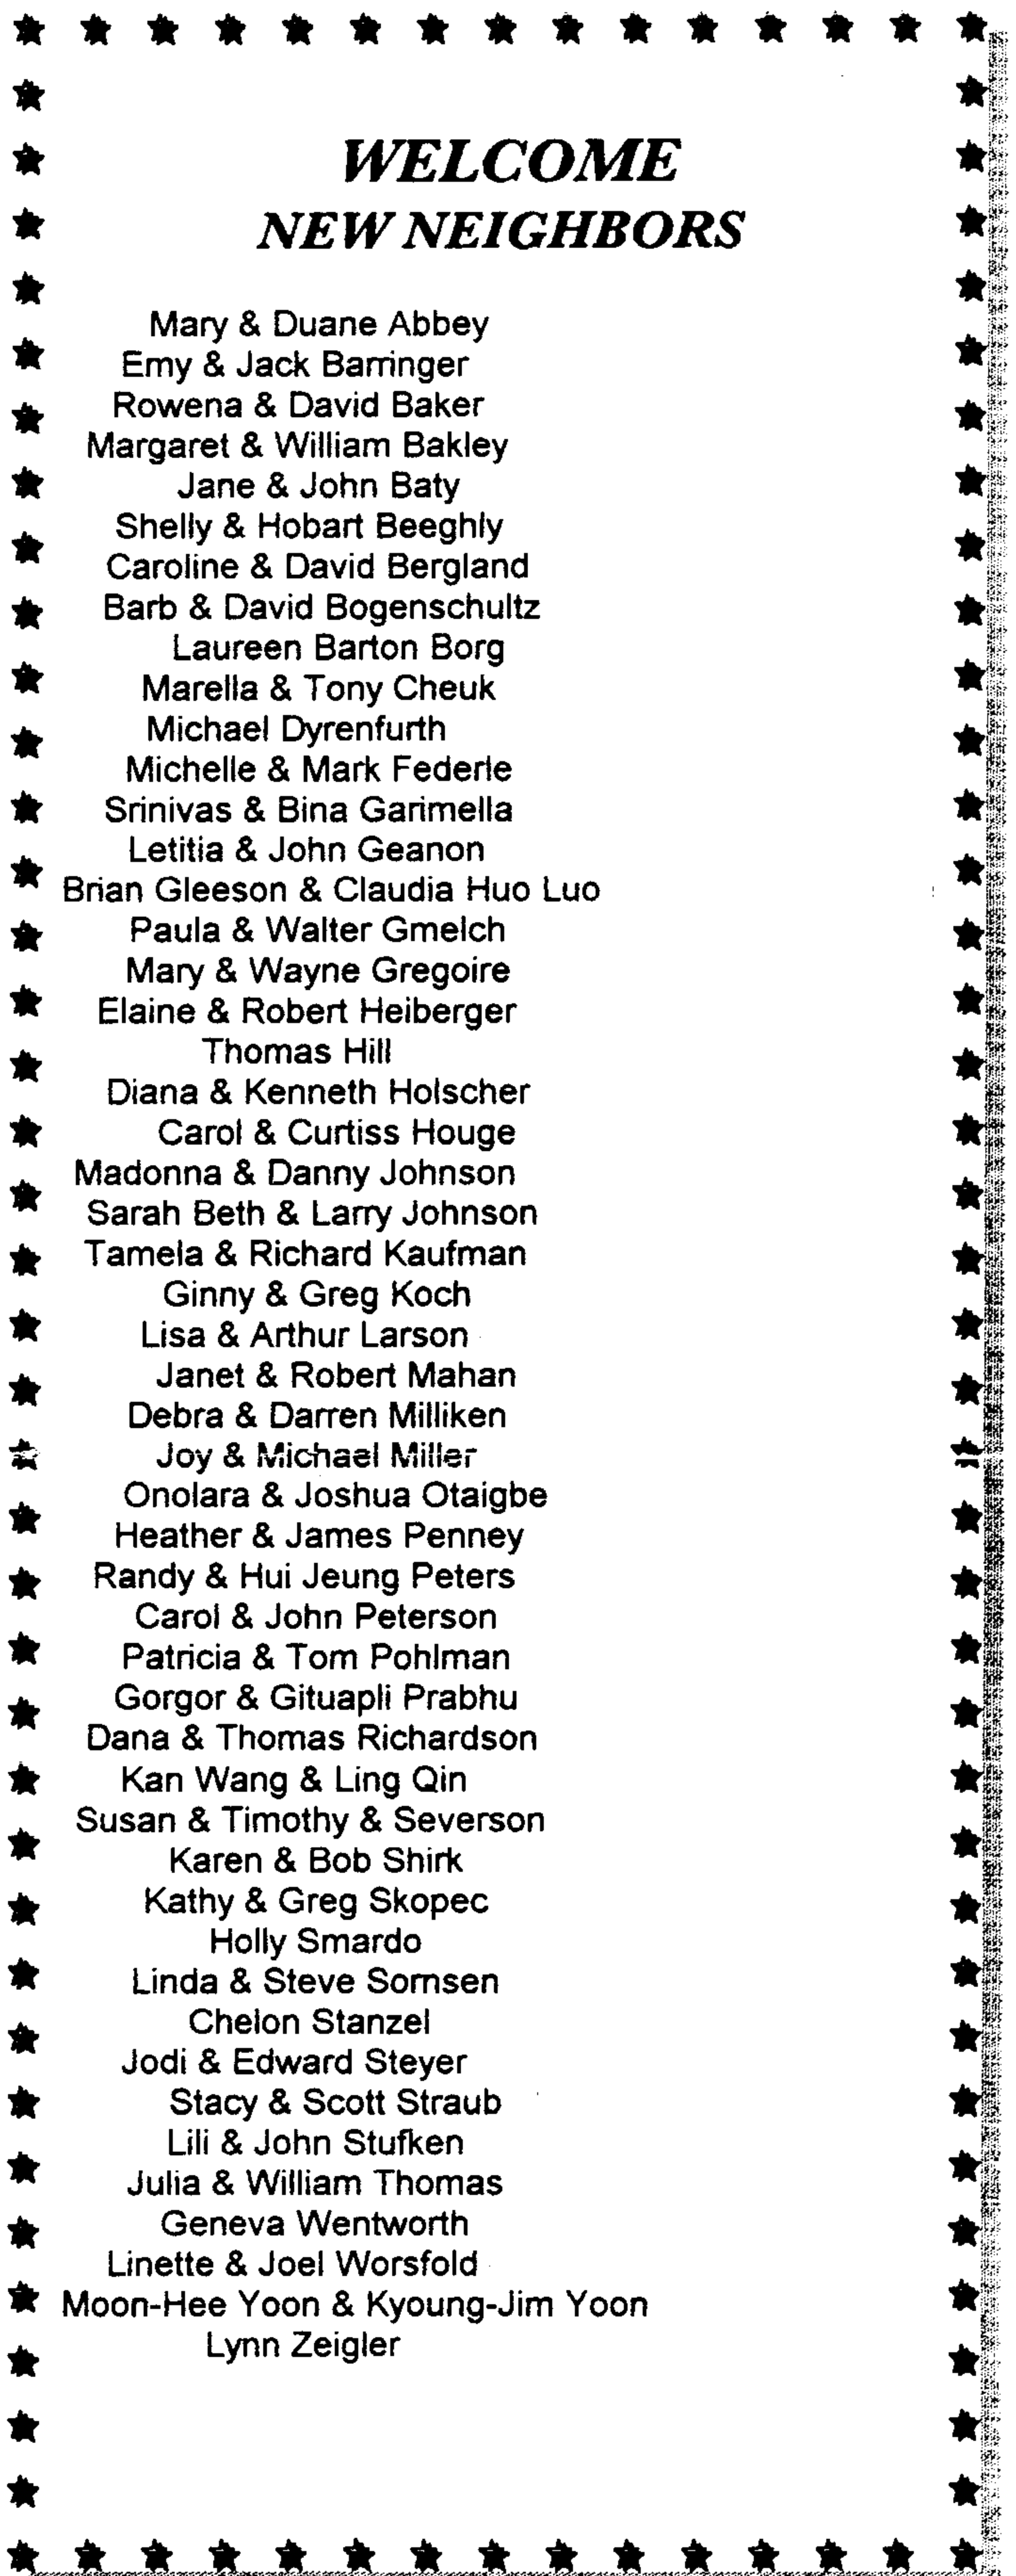 WELCOME
NEW NEIGHBORS
Mary & Duane Abbey
Emy & Jack Barringer
Rowena & David Baker
Margaret & William Bakley
Jane & John Baty
Shelly & Hobart Beeghly
Caroline & David Bergland
Barb & David Bogenschultz
Laureen Barton Borg
Marella & Tony Cheuk
Michael Dyrenfurth
Michelle & Mark Federle
Srinivas & Bina Garimella
Letitia & John Geanon
Brian Gleeson & Claudia Huo Luo
Paula & Walter Gmelch
Mary & Wayne Gregoire
Elaine & Robert Heiberger
Thomas Hill
Diana & Kenneth Holscher
Carol & Curtiss Houge
Madonna & Danny Johnson
Sarah Beth & Larry Johnson
Tamela & Richard Kaufman
Ginny & Greg Koch
Lisa & Arthur Larson
Janet & Robert Mahan
Debra & Darren Milliken
Joy & Michael Miller
Onolara & Joshua Otaigbe
Heather & James Penney
Randy & Hui Jeung Peters
Carol & John Peterson
Patricia & Tom Pohlman
Gorgor & Gituapli Prabhu
Dana & Thomas Richardson
Kan Wang & Ling Qin
Susan & Timothy & Severson
Karen & Bob Shirk
Kathy & Greg Skopec
Holly Smardo
Linda & Steve Somsen
Chelon Stanzel
Jodi & Edward Steyer
Stacy & Scott Straub
Lili & John Stufken
Julia & William Thomas
Geneva Wentworth
Linette & Joel Worsfold
Moon-Hee Yoon & Kyoung-Jim Yoon
Lynn Zeigler